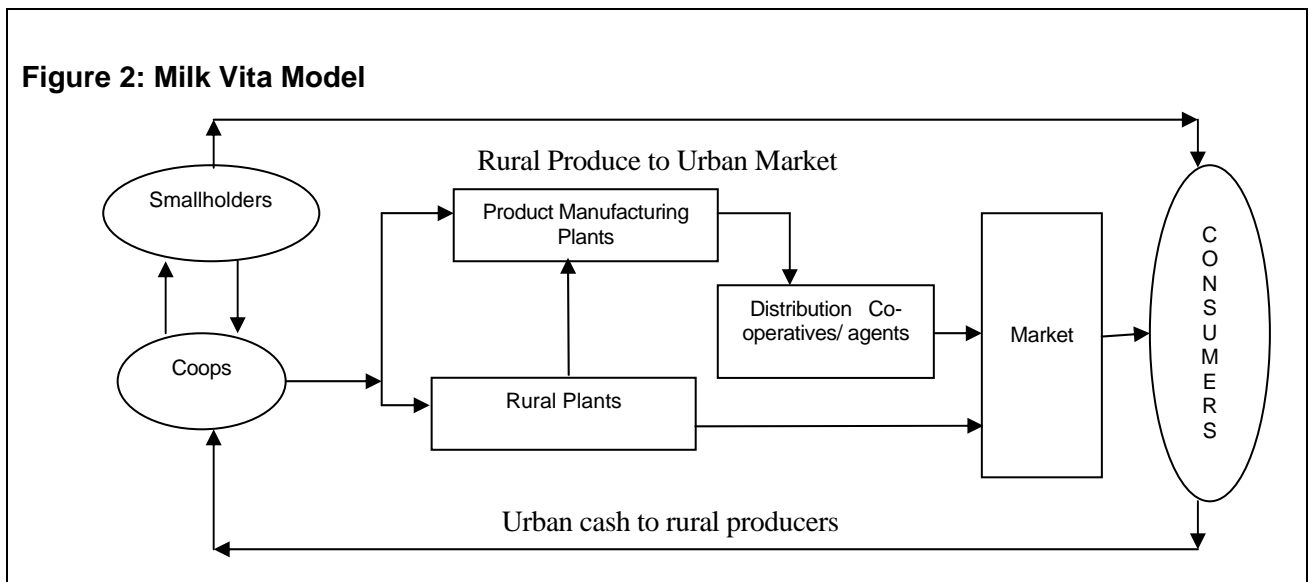 Figure 2: Milk Vita Model
Rural Produce to Urban Market
Smallholders
Product Manufacturing
Plants
Distribution Co-
operatives/ agents
Market
Coops
Rural Plants
C
O
N
S
U
M
E
R
S
Urban cash to rural producers